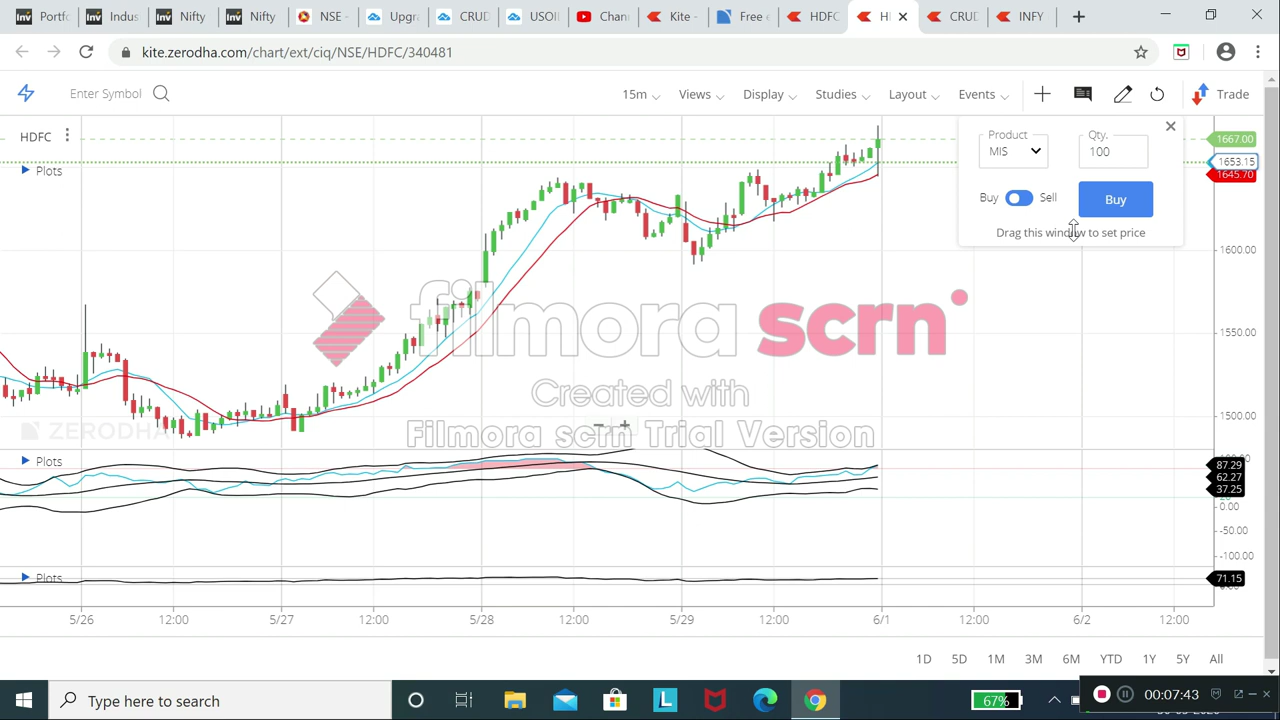 Portfo
Indus
Nifty
Nifty
NSE -
Upgra
CRUD
USOIL
Chann
Kite -
Free e
HDFC
H
CRUD
INFY
kite.zerodha.com/chart/ext/ciq/NSE/HDFC/340481
Enter Symbol
15m
Views
Display
Studies
Layout
Events
Trade
HDFC
Plots
Product
MIS
Qty.
100
Buy
Sell
Buy
Drag this window to set price
1667.00
1653.15
1645.70
1600.00
1550.00
1500.00
filmora scrn
Created with
Filmora scrn Trial Version
ZERODHA
Plots
87.29
62.27
37.25
0.00
-50.00
-100.00
Plots
71.15
5/26
12:00
5/27
12:00
5/28
12:00
5/29
12:00
6/1
12:00
6/2
12:00
1D
5D
1M
3M
6M
YTD
1Y
5Y
All
Type here to search
L
67%
00:07:43